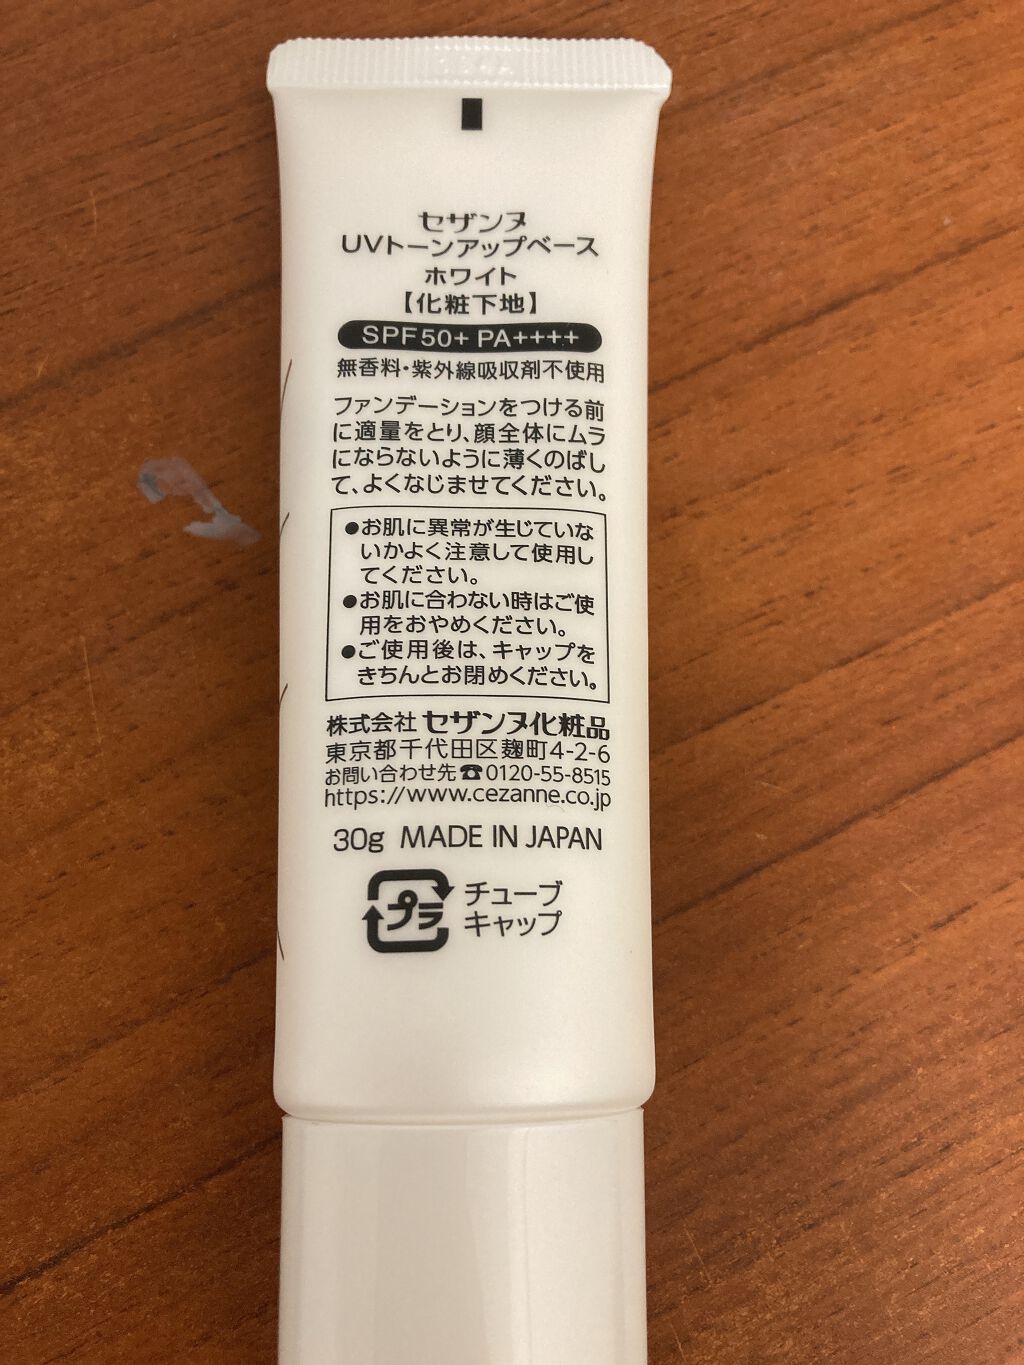 セザンヌ
UVトーンアップベース
ホワイト
【化粧下地】
SPF50+ PA++++
無香料・紫外線吸収剤不使用
ファンデーションをつける前
に適量をとり、顔全体にムラ
にならないように薄くのばし
て、よくなじませてください。
●お肌に異常が生じていな
いかよく注意して使用し
てください。
●お肌に合わない時はご使
用をおやめください。
●ご使用後は、キャップを
きちんとお閉めください。
株式会社 セザンヌ化粧品
東京都千代田区麹町4-2-6
お問い合わせ先☎0120-55-8515
https://www.cezanne.co.jp
30g MADE IN JAPAN
プラ チューブ
キャップ